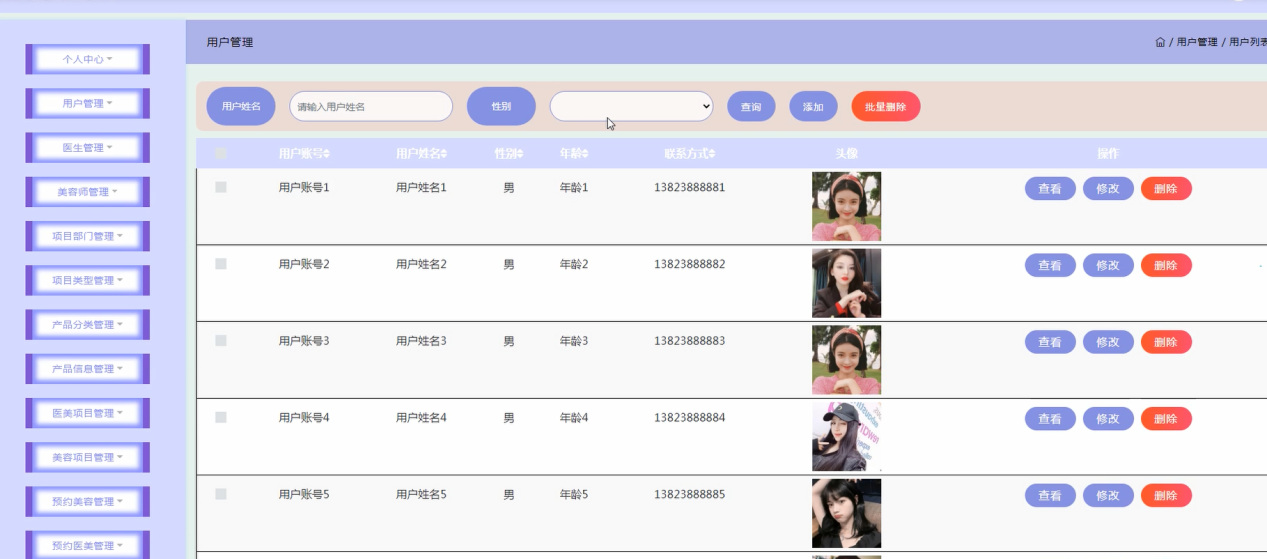 用户管理
/ 用户管理 / 用户列表
个人中心
用户管理
医生管理
美容师管理
项目部门管理
项目类型管理
产品分类管理
产品信息管理
医美项目管理
美容项目管理
预约美容管理
预约医美管理
用户姓名 请输入用户姓名 性别 查询 添加 批量删除
用户账号 用户姓名 性别 年龄 联系方式 头像 操作
用户账号1 用户姓名1 男 年龄1 13823888881 查看 修改 删除
用户账号2 用户姓名2 男 年龄2 13823888882 查看 修改 删除
用户账号3 用户姓名3 男 年龄3 13823888883 查看 修改 删除
用户账号4 用户姓名4 男 年龄4 13823888884 查看 修改 删除
用户账号5 用户姓名5 男 年龄5 13823888885 查看 修改 删除